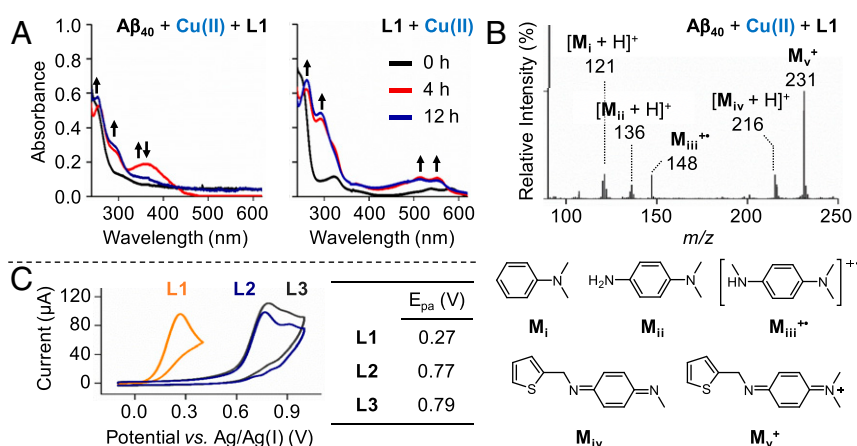 A
Aβ40 + Cu(II) + L1
L1 + Cu(II)
Absorbance
1.0
0.8
0.6
0.4
0.2
0.0
0 h
4 h
12 h
300 400 500 600
300 400 500 600
Wavelength (nm)
Wavelength (nm)
B
Aβ40 + Cu(II) + L1
Relative Intensity (%)
[Mi + H]+
121
[Mii + H]+
136
Miii+•
148
[Miv + H]+
216
Mv+
231
100 150 200 250
m/z
N
Mi
H2N
N
Mii
HN
N
+•
Miii+•
S
N
N
Miv
S
N
N
+
Mv+
C
L1
L2
L3
Current (µA)
120
80
40
0
0.0 0.3 0.6 0.9
Potential vs. Ag/Ag(I) (V)
Epa (V)
L1 0.27
L2 0.77
L3 0.79